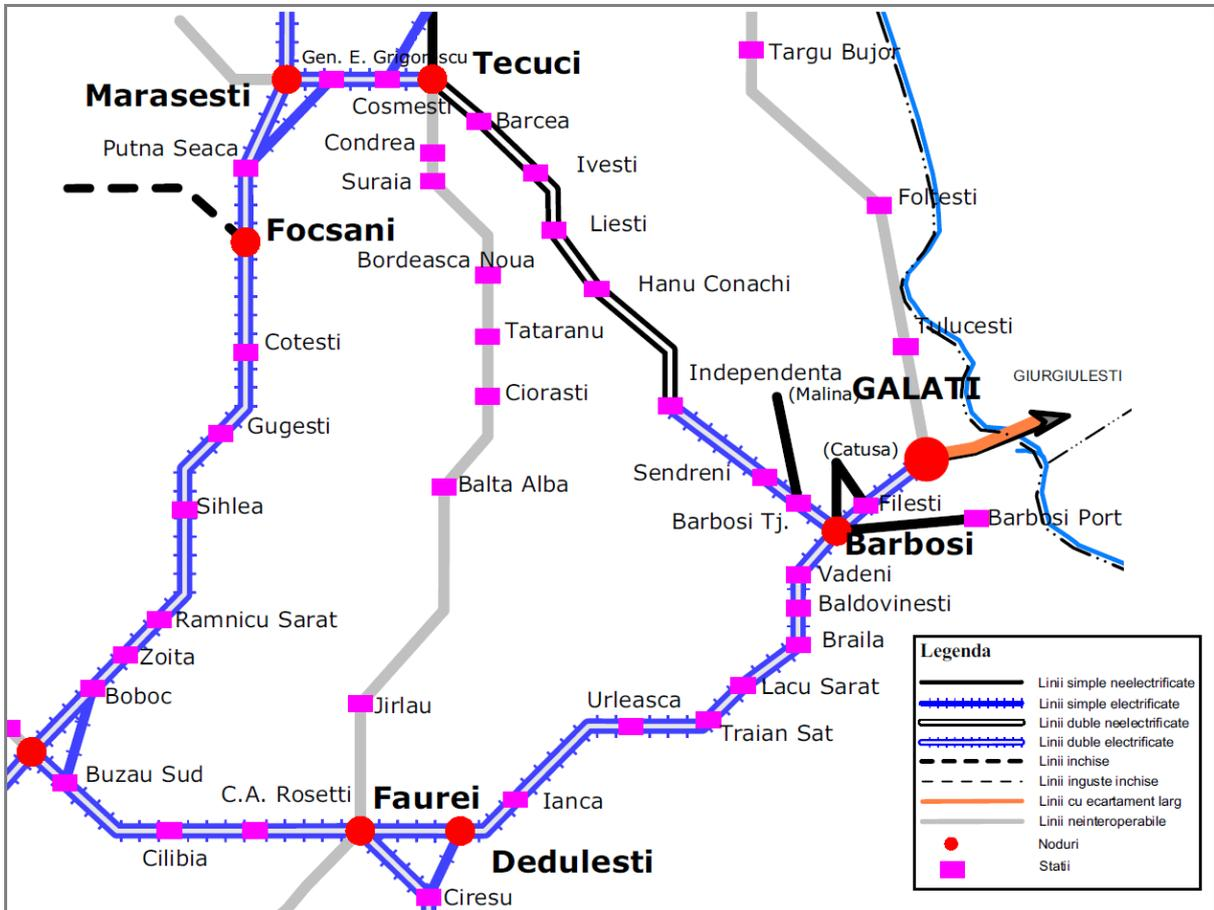 Targu Bujor
Gen. E. Grigorescu
Tecuci
Marasesti
Cosmesti
Barcea
Condrea
Putna Seaca
Ivesti
Suraia
Foltesti
Focsani
Liesti
Bordeasca Noua
Hanu Conachi
Tulucesti
Tataranu
Cotesti
Independenta
GIURGIULESTI
(Malina)
GALATI
Ciorasti
Gugesti
(Catusa)
Sendreni
Balta Alba
Sihlea
Filesti
Barbosi Tj.
Barbosi Port
Barbosi
Vadeni
Baldovinesti
Ramnicu Sarat
Braila
Zoita
Lacu Sarat
Boboc
Urleasca
Jirlau
Traian Sat
Buzau Sud
C.A. Rosetti
Faurei
Ianca
Cilibia
Dedulesti
Ciresu
Legenda
Linii simple neelectrificate
Linii simple electrificate
Linii duble neelectrificate
Linii duble electrificate
Linii inchise
Linii inguste inchise
Linii cu ecartament larg
Linii neinteroperabile
Noduri
Statii